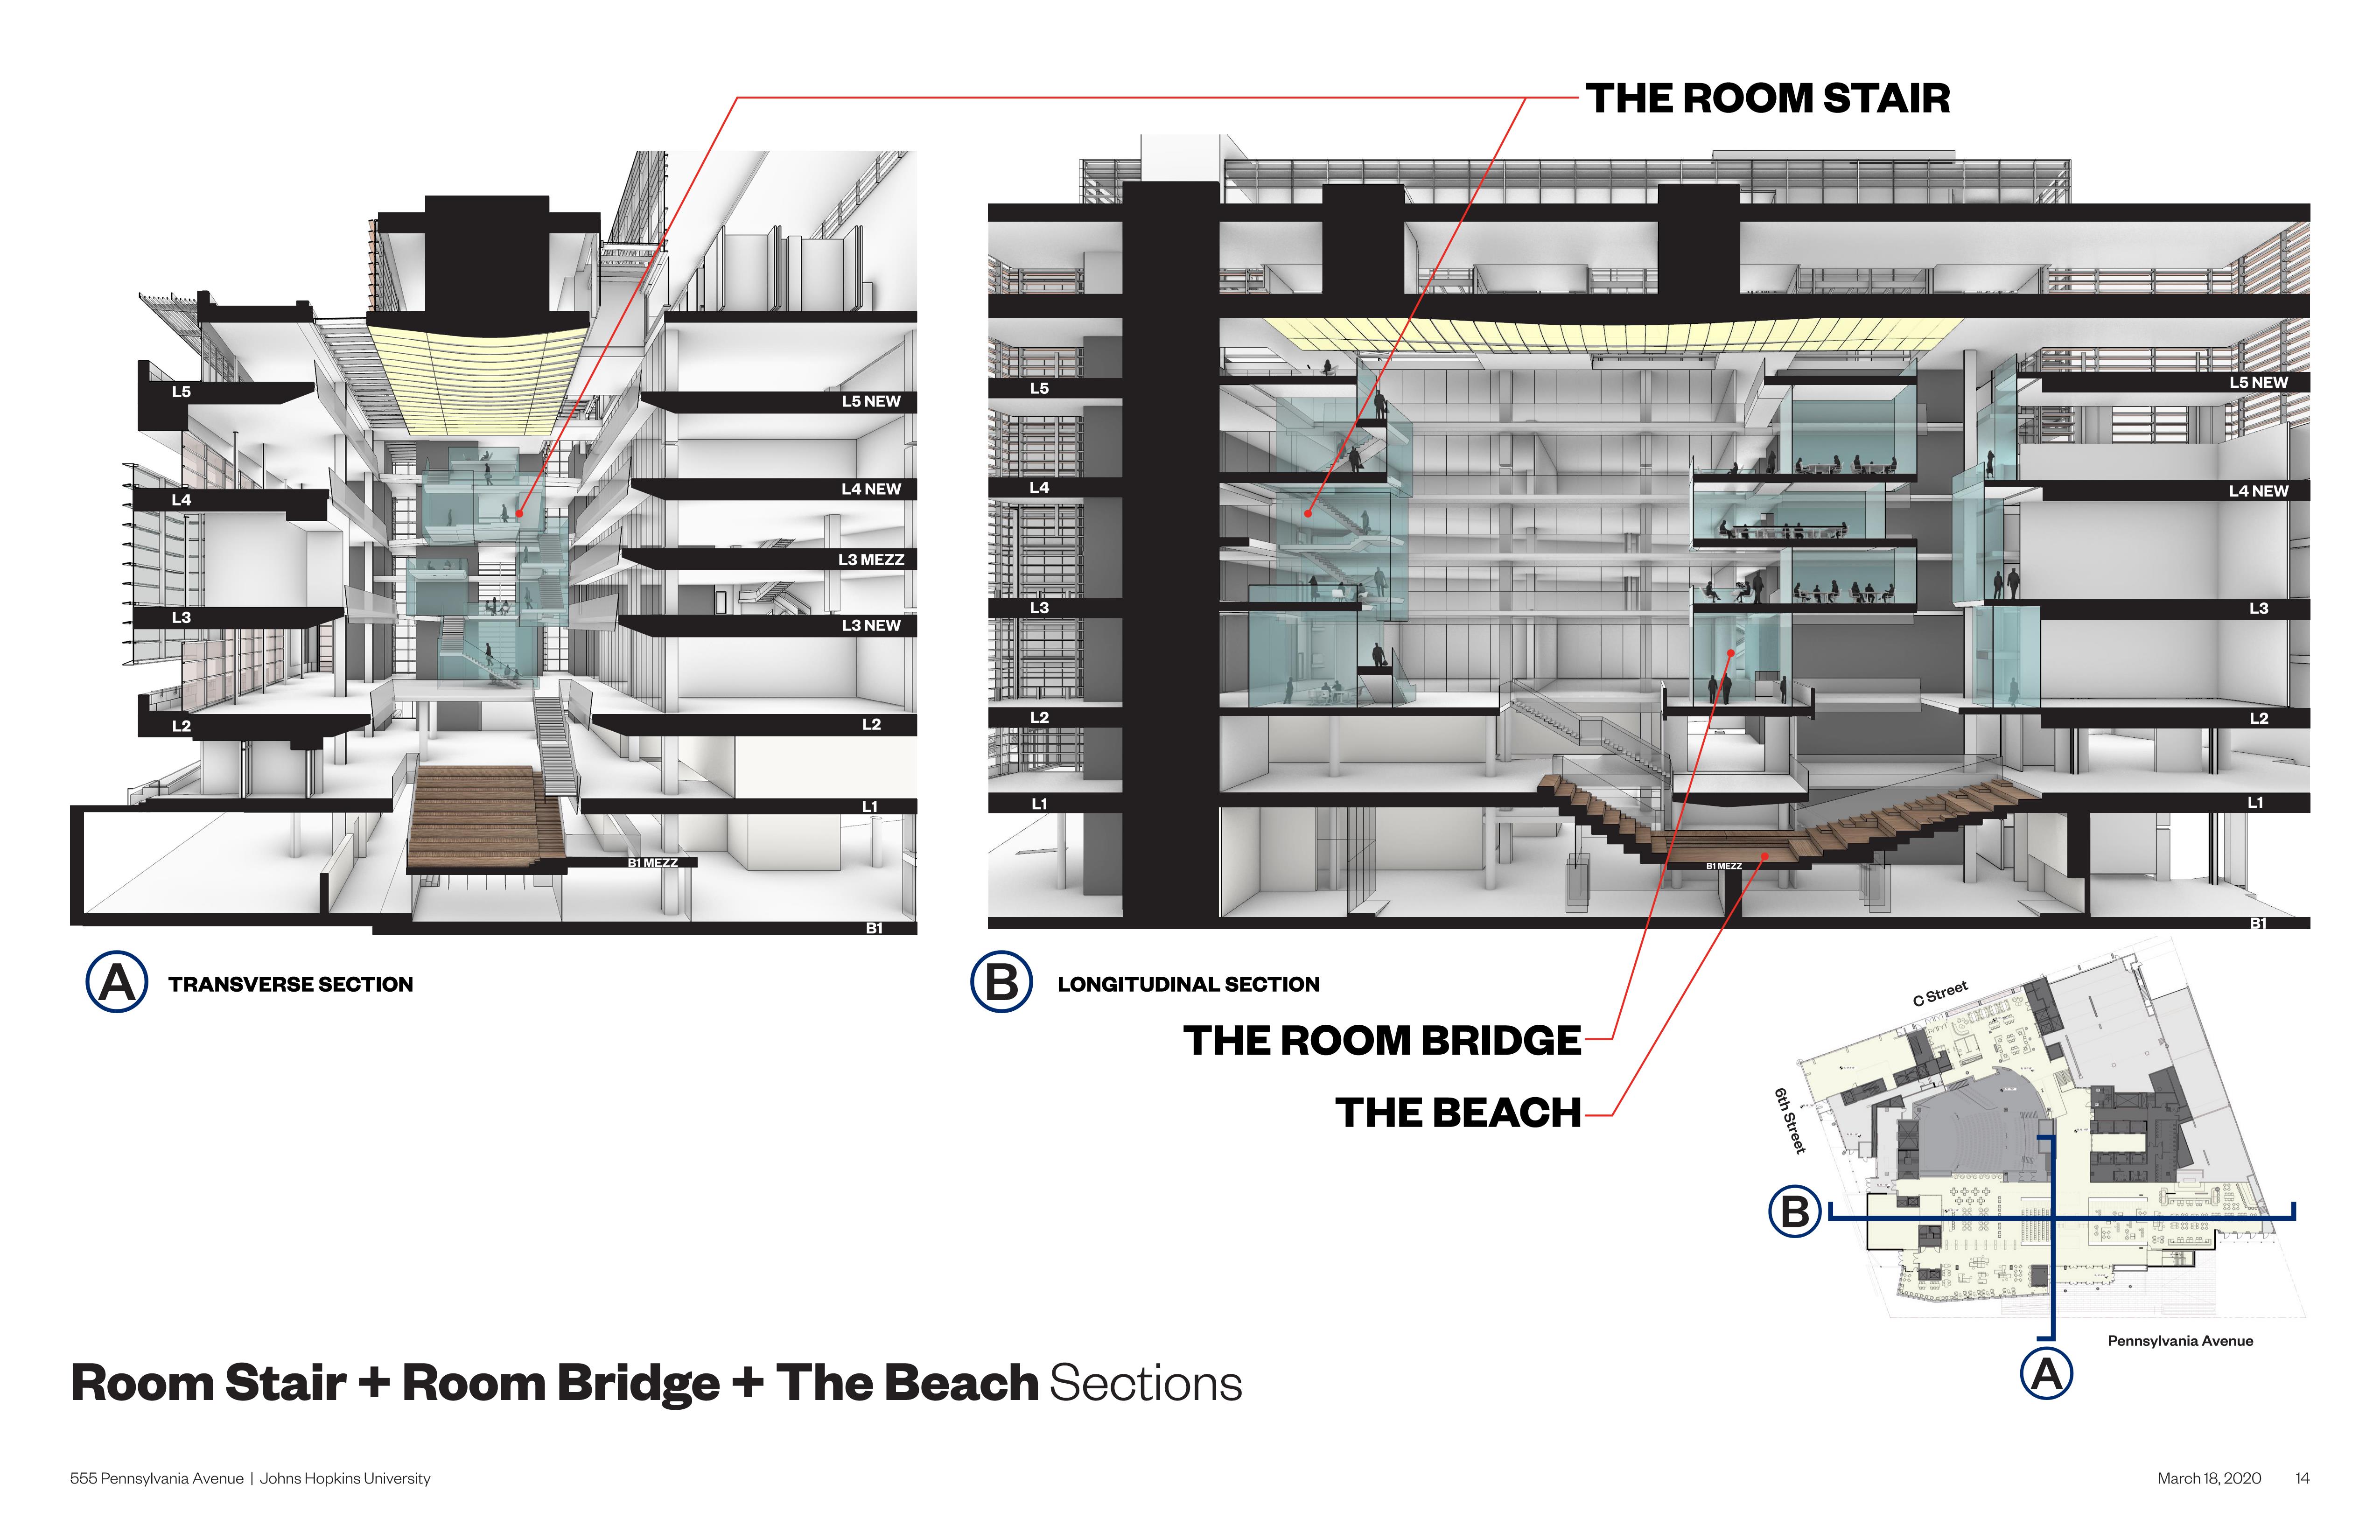 THE ROOM STAIR
L5
L4
L3
L2
L5 NEW
L4 NEW
L3 MEZZ
L3 NEW
L2
L1
B1 MEZZ
B1
L5
L4
L3
L2
L1
L5 NEW
L4 NEW
L3
L2
L1
B1 MEZZ
B1
A TRANSVERSE SECTION
B LONGITUDINAL SECTION
THE ROOM BRIDGE
THE BEACH
C Street
6th Street
B
Pennsylvania Avenue
A
Room Stair + Room Bridge + The Beach Sections
555 Pennsylvania Avenue | Johns Hopkins University
March 18, 2020 14